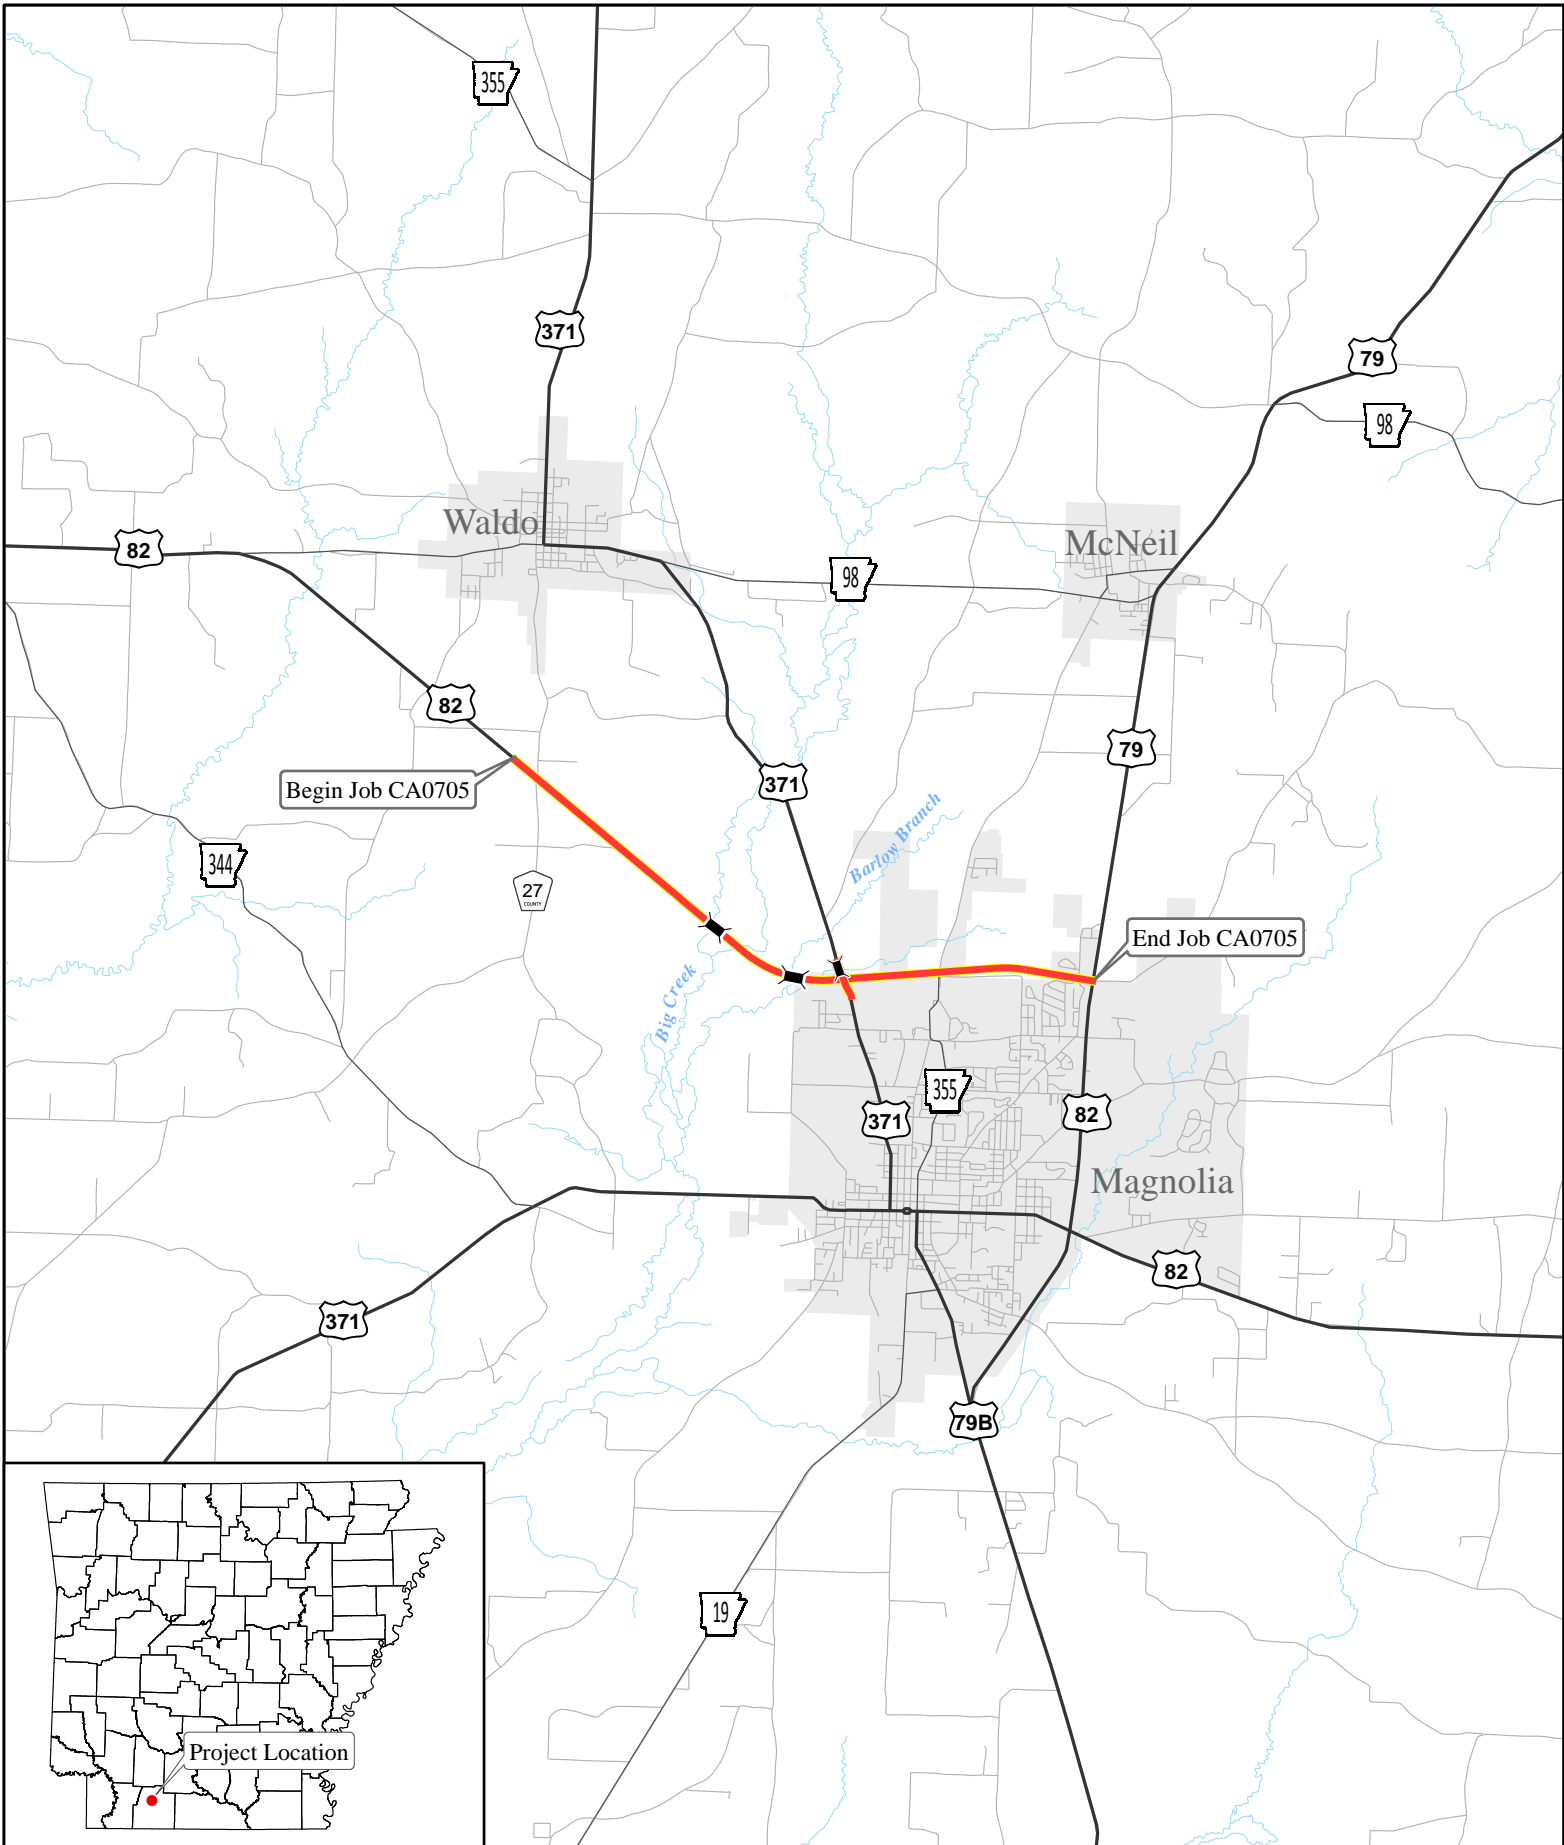 355
371
79
98
Waldo
82
McNeil
98
82
79
371
Begin Job CA0705
Barlow Branch
344
27
COUNTY
End Job CA0705
Big Creek
355
371
82
Magnolia
82
371
79B
19
Project Location